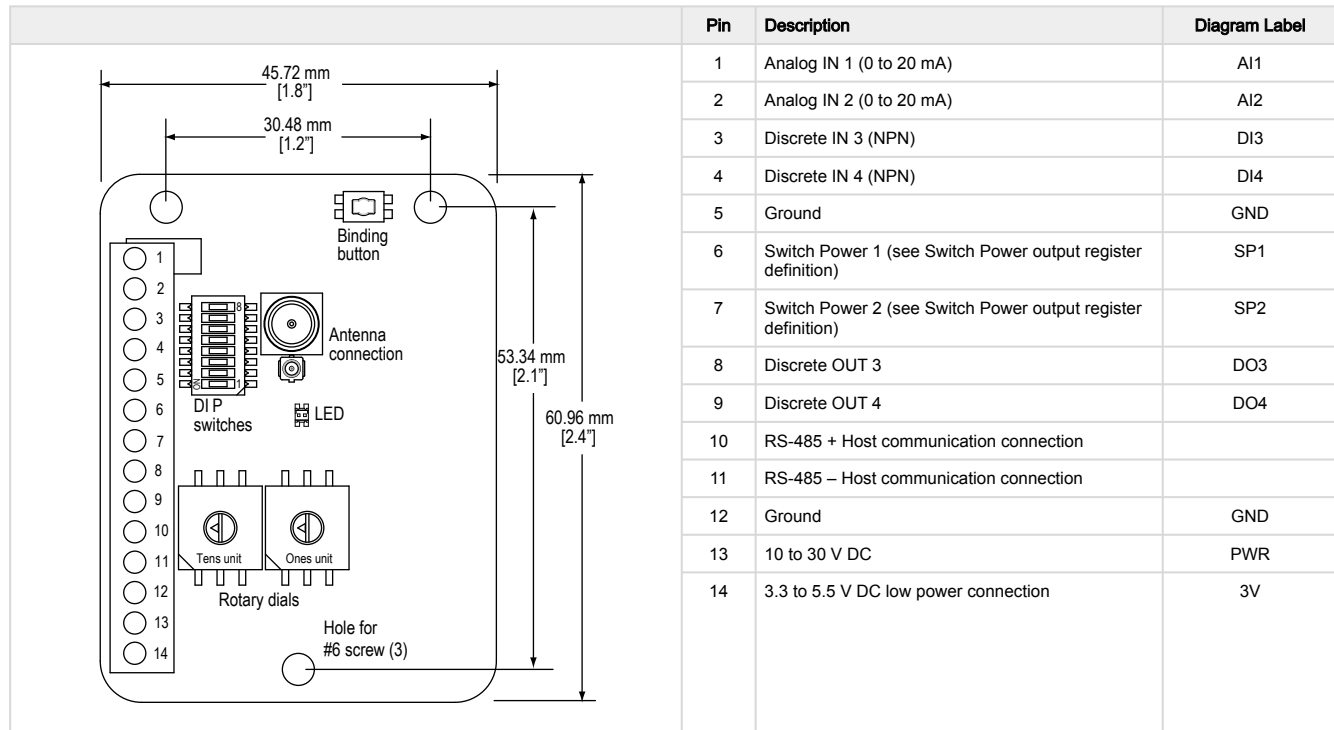 Pin Description Diagram Label
1 Analog IN 1 (0 to 20 mA) AI1
2 Analog IN 2 (0 to 20 mA) AI2
3 Discrete IN 3 (NPN) DI3
4 Discrete IN 4 (NPN) DI4
5 Ground GND
6 Switch Power 1 (see Switch Power output register SP1
definition)
7 Switch Power 2 (see Switch Power output register SP2
definition)
8 Discrete OUT 3 DO3
9 Discrete OUT 4 DO4
10 RS-485 + Host communication connection
11 RS-485 – Host communication connection
12 Ground GND
13 10 to 30 V DC PWR
14 3.3 to 5.5 V DC low power connection 3V
45.72 mm
[1.8”]
30.48 mm
[1.2”]
Binding
button
1
2
3
4
5
6
7
8
9
10
11
12
13
14
8
ON
1
DI P
switches
Antenna
connection
LED
53.34 mm
[2.1”]
60.96 mm
[2.4”]
Tens unit
Ones unit
Rotary dials
Hole for
#6 screw (3)